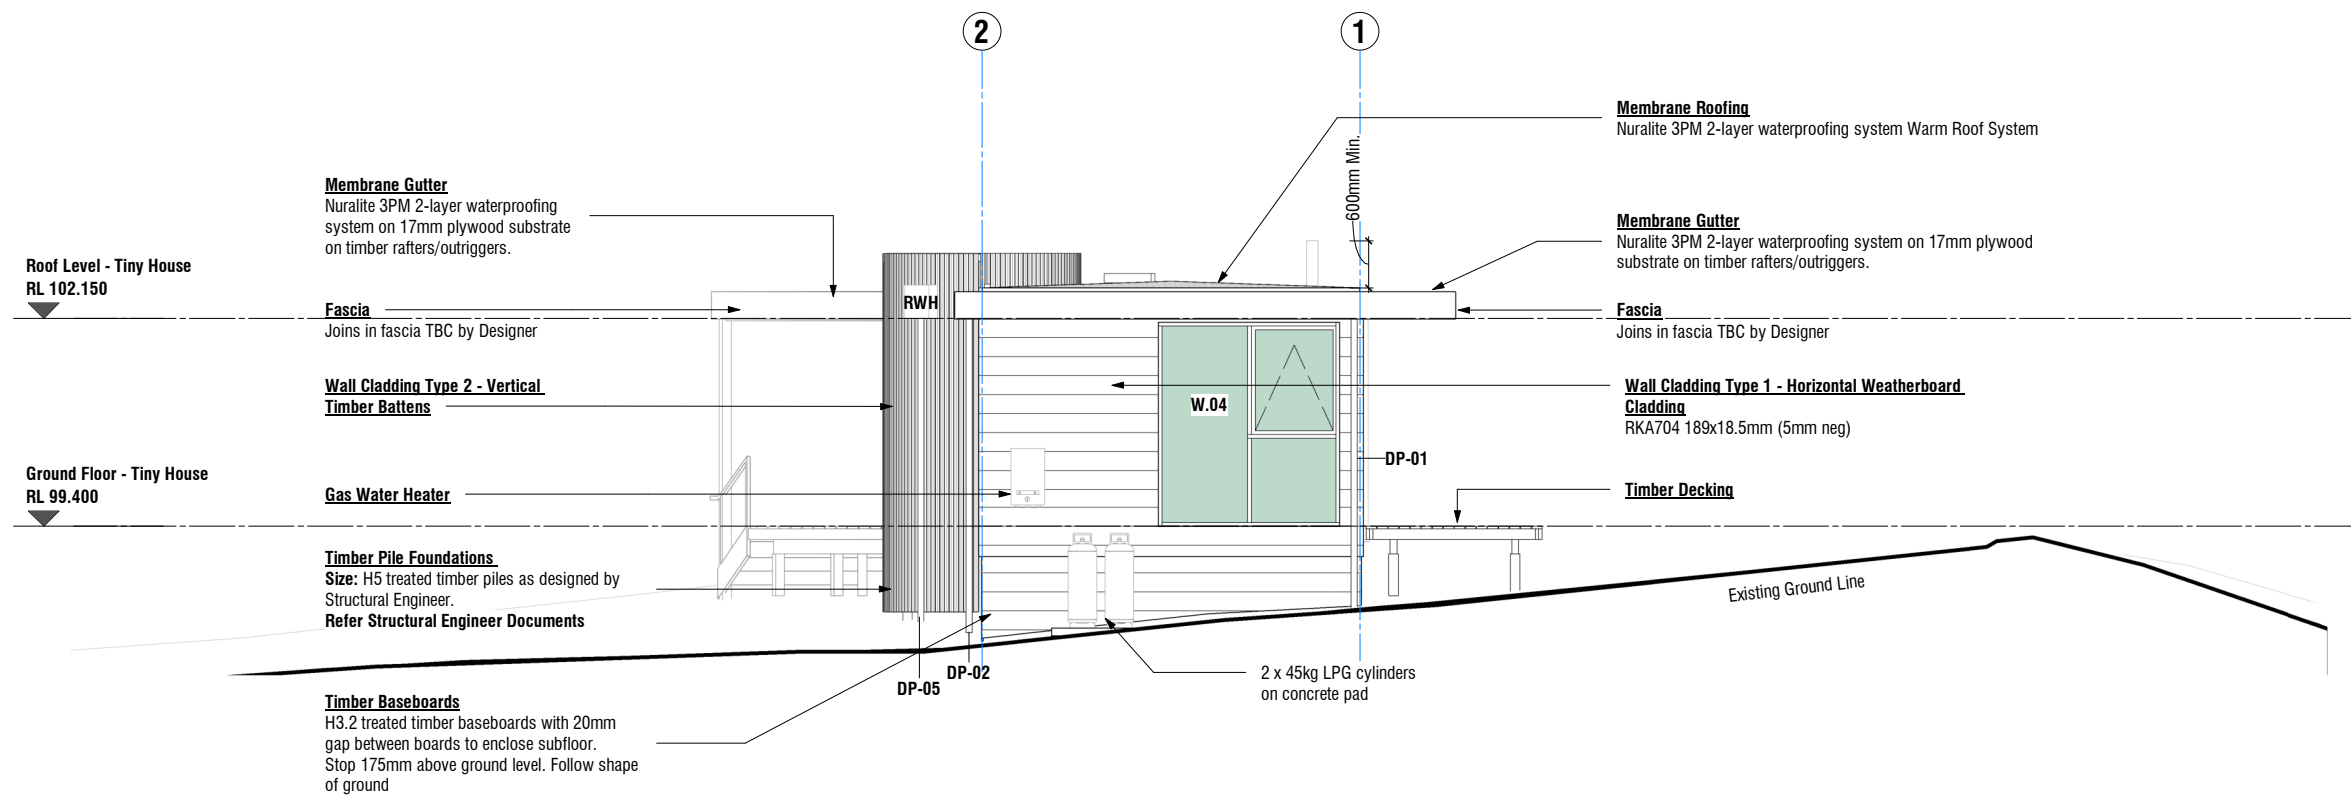 2
1
Membrane Roofing
Nuralite 3PM 2-layer waterproofing system Warm Roof System
600mm Min.
Membrane Gutter
Nuralite 3PM 2-layer waterproofing
system on 17mm plywood substrate
on timber rafters/outriggers.
Membrane Gutter
Nuralite 3PM 2-layer waterproofing system on 17mm plywood
substrate on timber rafters/outriggers.
Roof Level - Tiny House
RL 102.150
RWH
Fascia
Joins in fascia TBC by Designer
Fascia
Joins in fascia TBC by Designer
Wall Cladding Type 2 - Vertical
Timber Battens
W.04
Wall Cladding Type 1 - Horizontal Weatherboard
Cladding
RKA704 189x18.5mm (5mm neg)
DP-01
Ground Floor - Tiny House
RL 99.400
Gas Water Heater
Timber Decking
Timber Pile Foundations
Size: H5 treated timber piles as designed by
Structural Engineer.
Refer Structural Engineer Documents
Existing Ground Line
DP-02
DP-05
2 x 45kg LPG cylinders
on concrete pad
Timber Baseboards
H3.2 treated timber baseboards with 20mm
gap between boards to enclose subfloor.
Stop 175mm above ground level. Follow shape
of ground